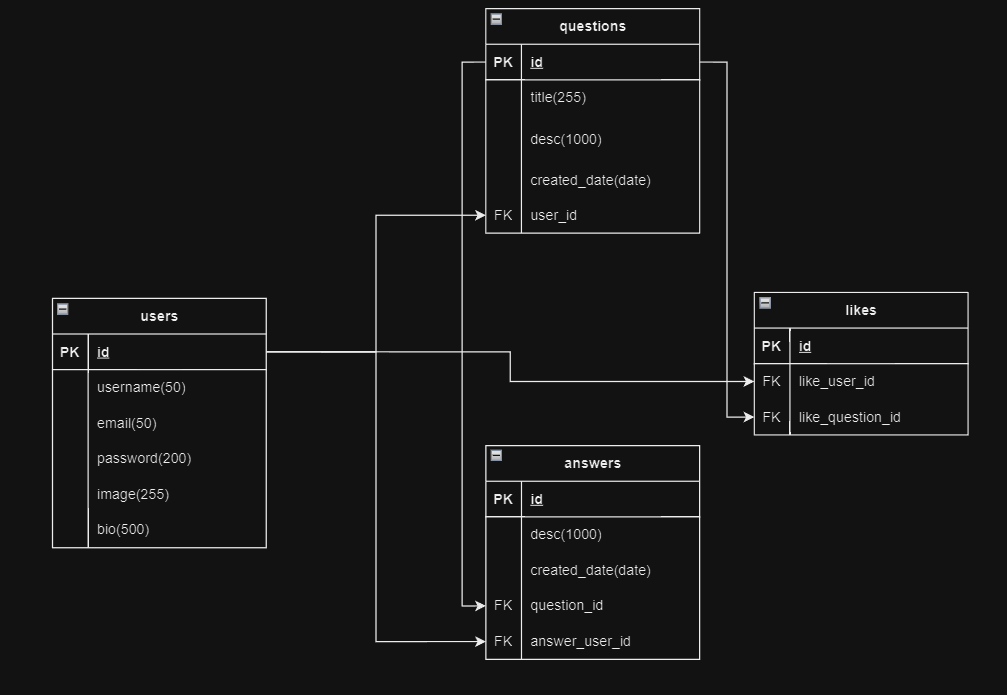 questions
PK id
title(255)
desc(1000)
created_date(date)
FK user_id
users
PK id
username(50)
email(50)
password(200)
image(255)
bio(500)
likes
PK id
FK like_user_id
FK like_question_id
answers
PK id
desc(1000)
created_date(date)
FK question_id
FK answer_user_id